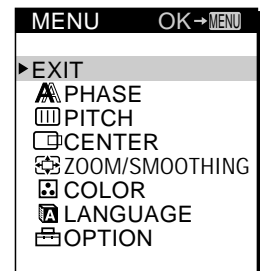 MENU OK→MENU
►EXIT
PHASE
PITCH
CENTER
ZOOM/SMOOTHING
COLOR
LANGUAGE
OPTION